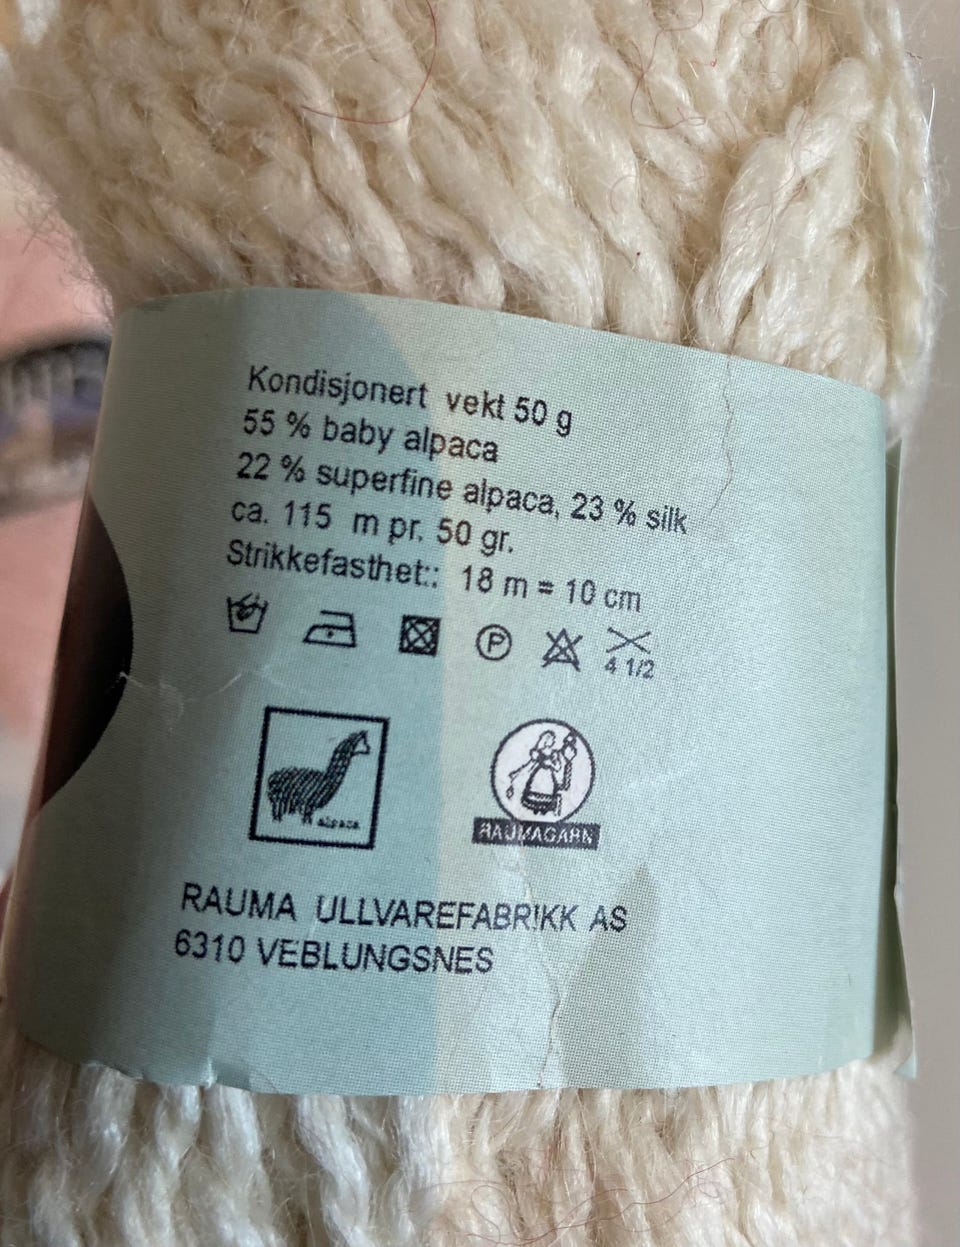 Kondisjonert vekt 50 g
55 % baby alpaca
22 % superfine alpaca, 23 % silk
ca. 115 m pr. 50 gr.
Strikkefasthet:: 18 m = 10 cm
P
4 1/2
alpaca
RAUMAGARN
RAUMA ULLVAREFABRIKK AS
6310 VEBLUNGSNES